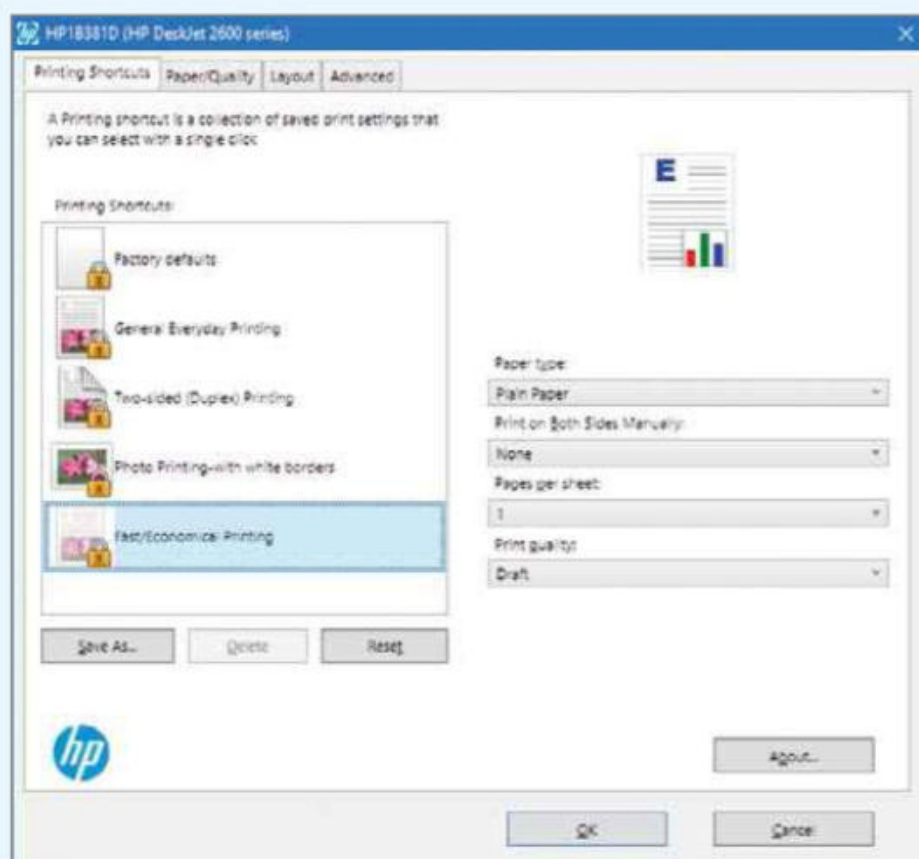 HP1B381D (HP DeskJet 2600 series)
Printing Shortcuts Paper/Quality Layout Advanced
A Printing shortcut is a collection of saved print settings that
you can select with a single click
Printing Shortcuts:
Factory defaults
General Everyday Printing
Two-sided (Duplex) Printing
Photo Printing-with white borders
Fast/Economical Printing
Save As... Delete Reset
E
Paper type:
Plain Paper
Print on Both Sides Manually:
None
Pages per sheet:
1
Print quality:
Draft
hp
About...
OK Cancel